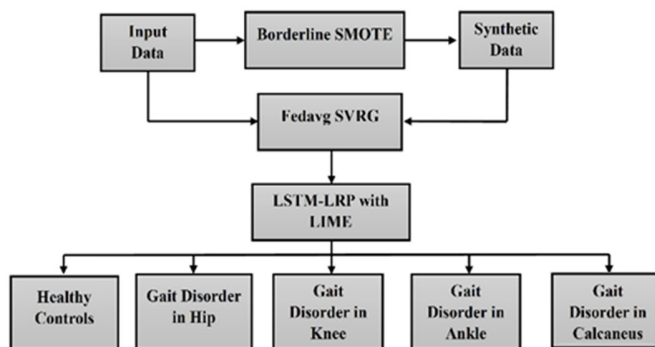 Input
Data
Borderline SMOTE
Synthetic
Data
Fedavg SVRG
LSTM-LRP with
LIME
Healthy
Controls
Gait Disorder
in Hip
Gait
Disorder in
Knee
Gait
Disorder in
Ankle
Gait
Disorder in
Calcaneus